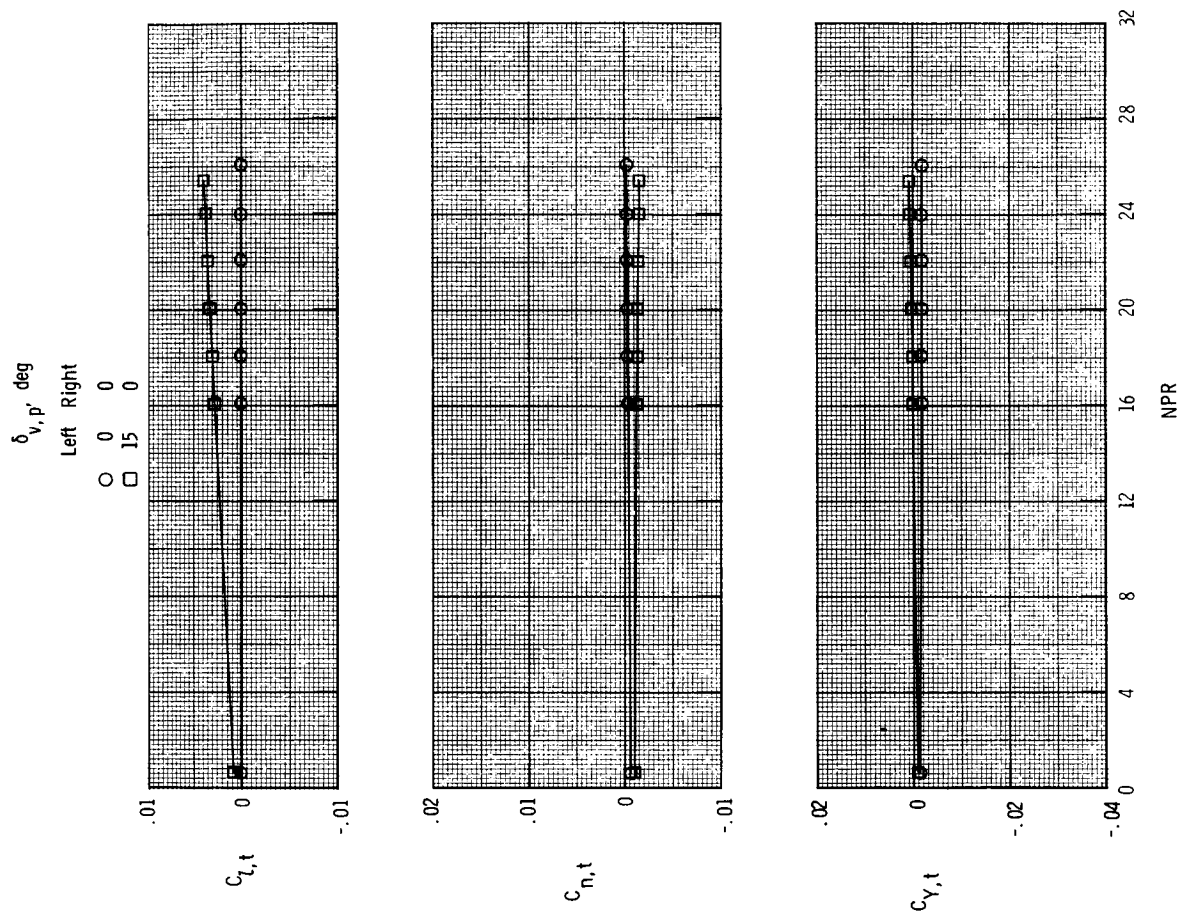 δv,p, deg
Left Right
○ 0 0
□ 15 0
.01
0
-.01
Cl,t
.02
.01
0
-.01
Cn,t
.02
0
-.02
-.04
CY,t
0 4 8 12 16 20 24 28 32
NPR